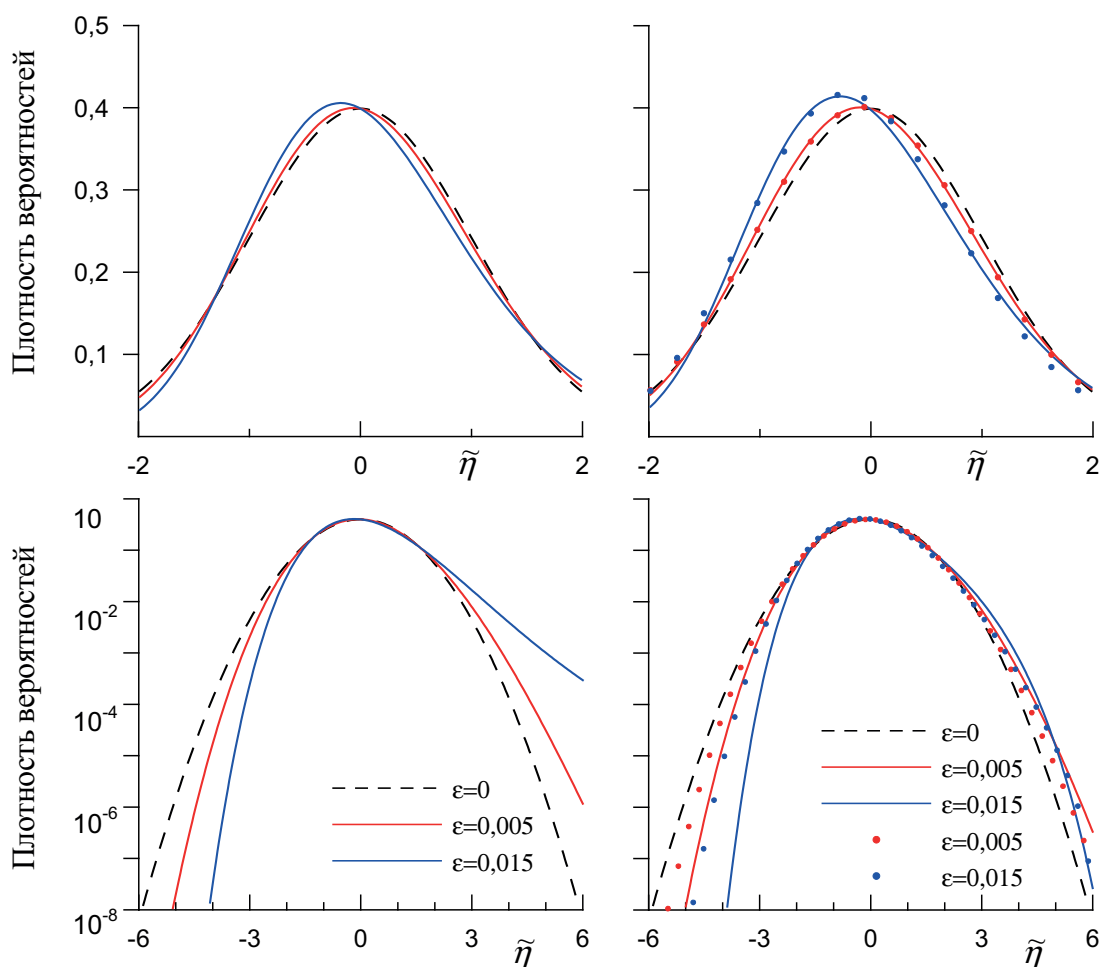 Плотность вероятностей
0,5
0,4
0,3
0,2
0,1
-2 0 η̃ 2
-2 0 η̃ 2
Плотность вероятностей
10
10⁻²
10⁻⁴
10⁻⁶
10⁻⁸
ε=0
ε=0,005
ε=0,015
-6 -3 0 η̃ 3 6
ε=0
ε=0,005
ε=0,015
ε=0,005
ε=0,015
-6 -3 0 η̃ 3 6